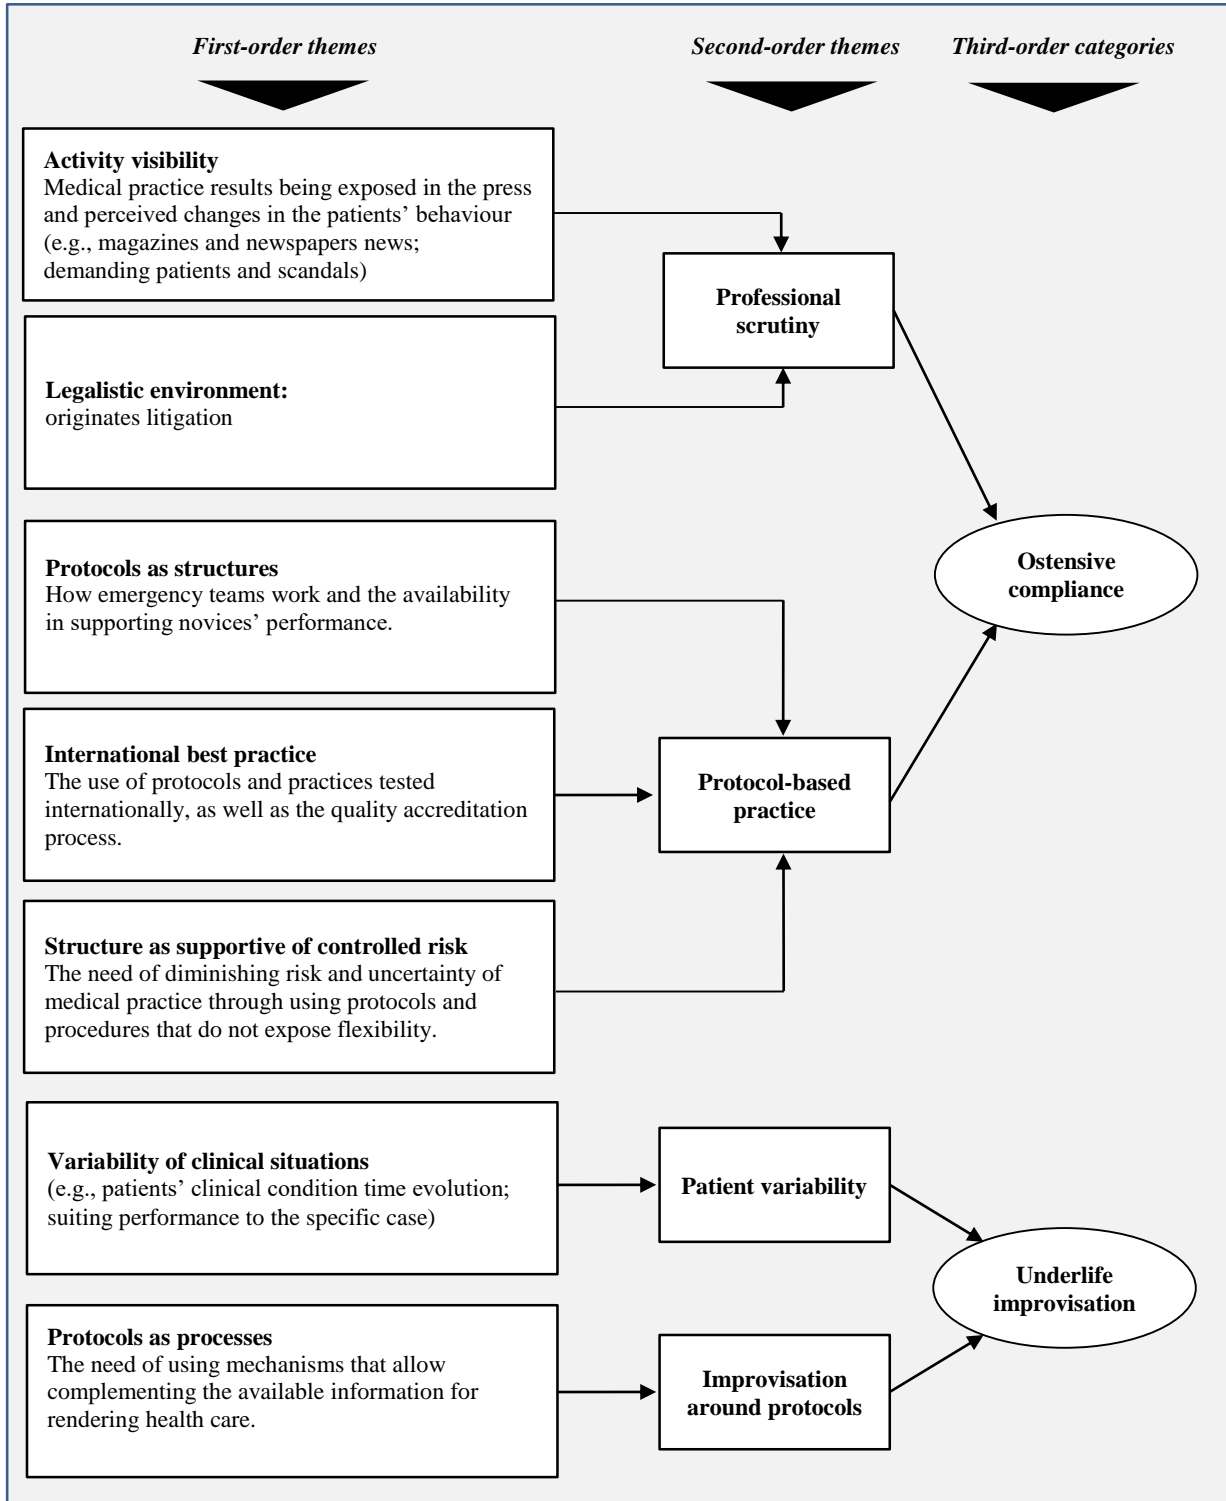 First-order themes
Second-order themes
Third-order categories
Activity visibility
Medical practice results being exposed in the press
and perceived changes in the patients’ behaviour
(e.g., magazines and newspapers news;
demanding patients and scandals)
Professional
scrutiny
Legalistic environment:
originates litigation
Protocols as structures
How emergency teams work and the availability
in supporting novices’ performance.
Ostensive
compliance
International best practice
The use of protocols and practices tested
internationally, as well as the quality accreditation
process.
Protocol-based
practice
Structure as supportive of controlled risk
The need of diminishing risk and uncertainty of
medical practice through using protocols and
procedures that do not expose flexibility.
Variability of clinical situations
(e.g., patients’ clinical condition time evolution;
suiting performance to the specific case)
Patient variability
Underlife
improvisation
Protocols as processes
The need of using mechanisms that allow
complementing the available information for
rendering health care.
Improvisation
around protocols